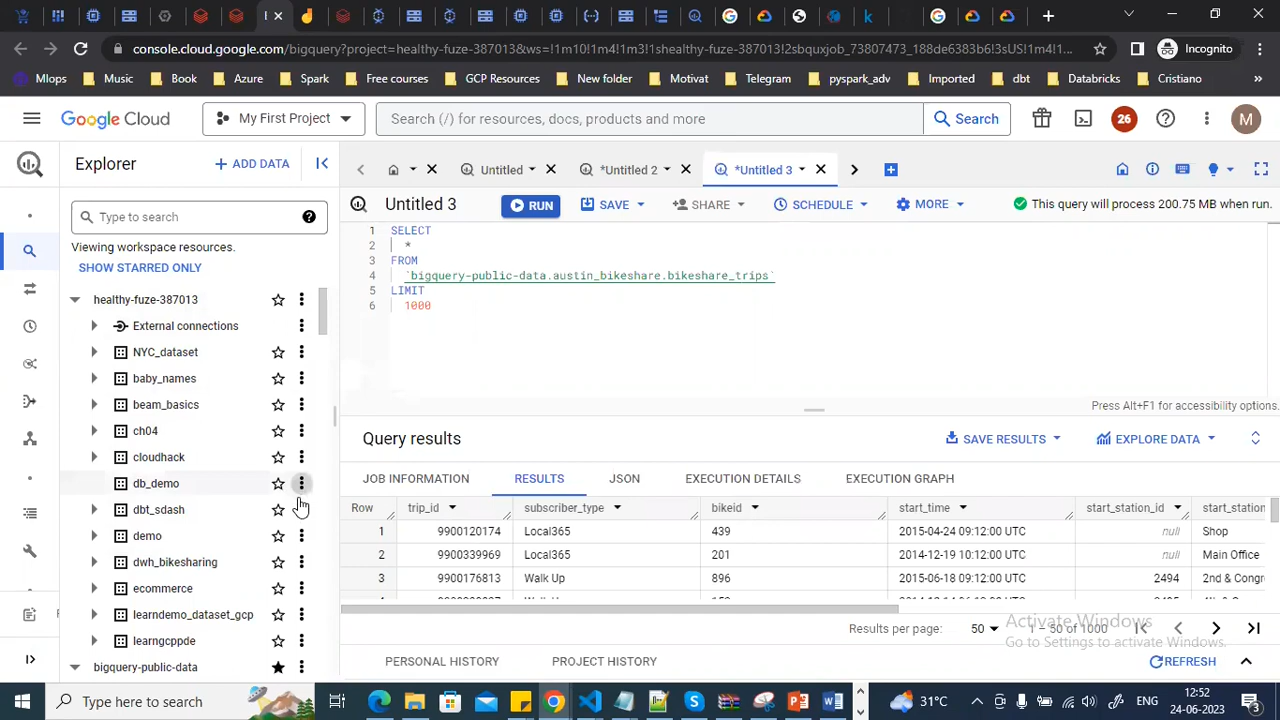 console.cloud.google.com/bigquery?project=healthy-fuze-387013&ws=!1m10!1m4!1m3!1shealthy-fuze-387013!2sbquxjob_73807473_188de6383b6!3sUS!1m4!1...
Incognito
Mlops
Music
Book
Azure
Spark
Free courses
GCP Resources
New folder
Motivat
Telegram
pyspark_adv
Imported
dbt
Databricks
Cristiano
»
Google Cloud
My First Project
Search (/) for resources, docs, products and more
Search
26
M
Explorer
+ ADD DATA
Untitled
*Untitled 2
*Untitled 3
Type to search
Untitled 3
RUN
SAVE
SHARE
SCHEDULE
MORE
This query will process 200.75 MB when run.
Viewing workspace resources.
SHOW STARRED ONLY
1 SELECT
2 *
3 FROM
4 `bigquery-public-data.austin_bikeshare.bikeshare_trips`
5 LIMIT
6 1000
healthy-fuze-387013
External connections
NYC_dataset
baby_names
beam_basics
ch04
cloudhack
db_demo
dbt_sdash
demo
dwh_bikesharing
ecommerce
learndemo_dataset_gcp
learngcppde
bigquery-public-data
Press Alt+F1 for accessibility options.
Query results
SAVE RESULTS
EXPLORE DATA
JOB INFORMATION
RESULTS
JSON
EXECUTION DETAILS
EXECUTION GRAPH
Row trip_id subscriber_type bikeid start_time start_station_id start_station
1 9900120174 Local365 439 2015-04-24 09:12:00 UTC null Shop
2 9900339969 Local365 201 2014-12-19 10:12:00 UTC null Main Office
3 9900176813 Walk Up 896 2015-06-18 09:12:00 UTC 2494 2nd & Congr
Activate Windows
Go to Settings to activate Windows.
Results per page: 50 1 – 50 of 1000
PERSONAL HISTORY
PROJECT HISTORY
REFRESH
Type here to search
31°C
ENG
12:52
24-06-2023
3